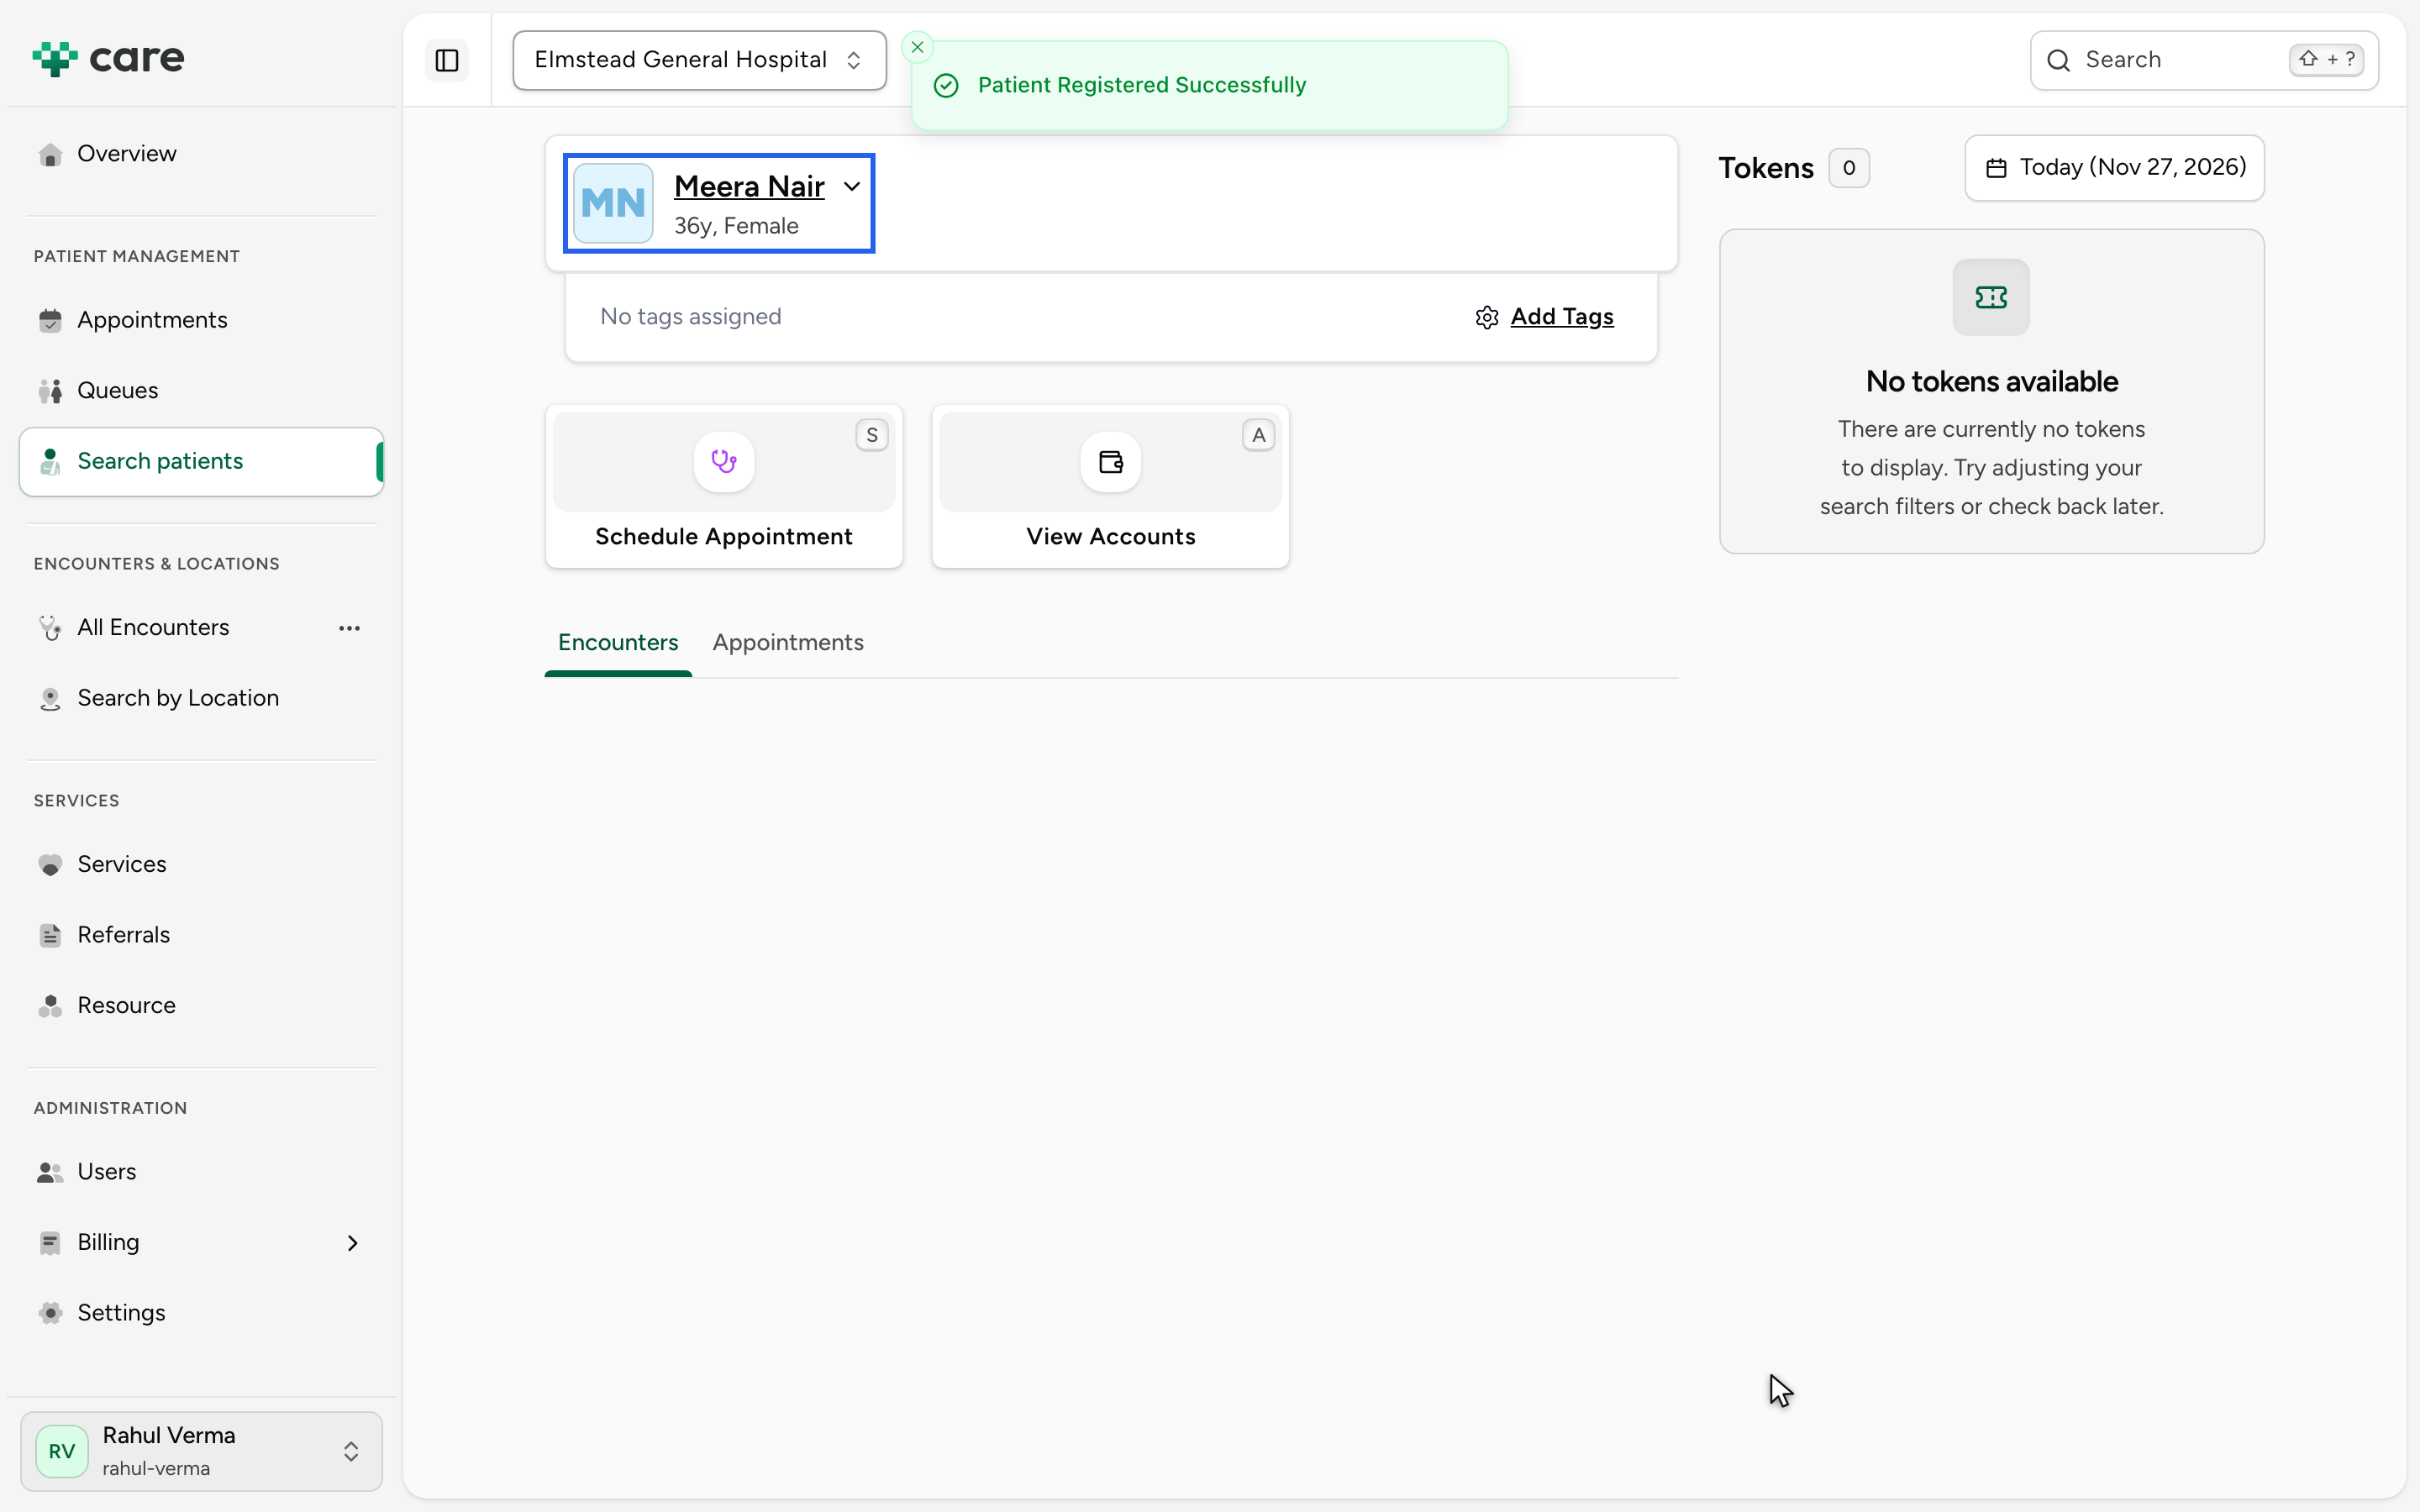 care
Overview
PATIENT MANAGEMENT
Appointments
Queues
Search patients
ENCOUNTERS & LOCATIONS
All Encounters
Search by Location
SERVICES
Services
Referrals
Resource
ADMINISTRATION
Users
Billing
Settings
RV
Rahul Verma
rahul-verma
Elmstead General Hospital
Patient Registered Successfully
Search
+ ?
MN
Meera Nair
36y, Female
No tags assigned
Add Tags
S
Schedule Appointment
A
View Accounts
Encounters
Appointments
Tokens 0
Today (Nov 27, 2026)
No tokens available
There are currently no tokens
to display. Try adjusting your
search filters or check back later.